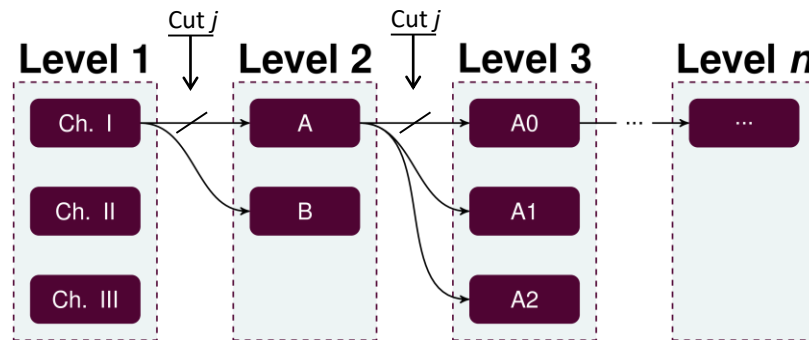 Cut j
Cut j
Level 1
Level 2
Level 3
Level n
Ch. I
A
A0
...
...
Ch. II
B
A1
Ch. III
A2